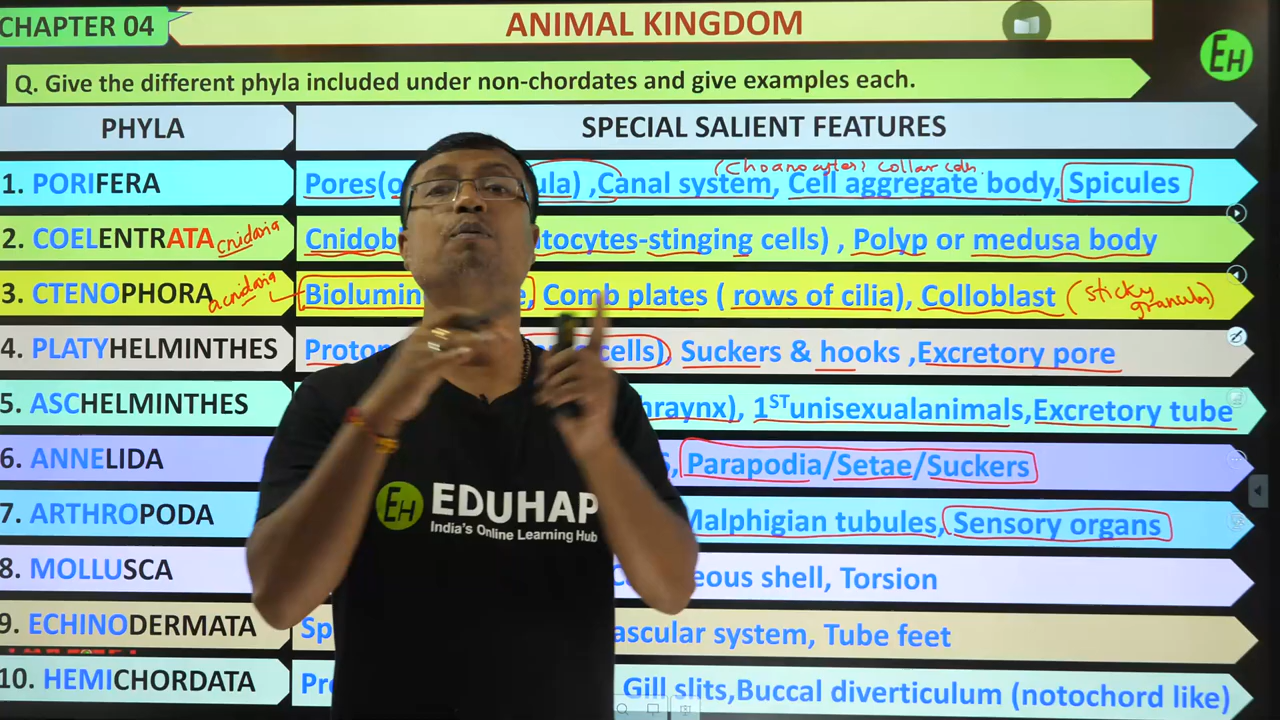 CHAPTER 04
ANIMAL KINGDOM
EH
Q. Give the different phyla included under non-chordates and give examples each.
PHYLA
SPECIAL SALIENT FEATURES
(Choanocytes: collar cells.
1. PORIFERA
Pores(o ula) ,Canal system, Cell aggregate body, Spicules
2. COELENTRATA cnidaria
Cnidob tocytes-stinging cells) , Polyp or medusa body
3. CTENOPHORA acnidaria
Biolumin e, Comb plates ( rows of cilia), Colloblast (sticky granules)
4. PLATYHELMINTHES
Proton cells), Suckers & hooks ,Excretory pore
5. ASCHELMINTHES
hraynx), 1STunisexualanimals,Excretory tube
6. ANNELIDA
s, Parapodia/Setae/Suckers
7. ARTHROPODA
Malphigian tubules, Sensory organs
8. MOLLUSCA
eous shell, Torsion
9. ECHINODERMATA
Sp ascular system, Tube feet
10. HEMICHORDATA
Pr Gill slits,Buccal diverticulum (notochord like)
EH EDUHAP
India's Online Learning Hub